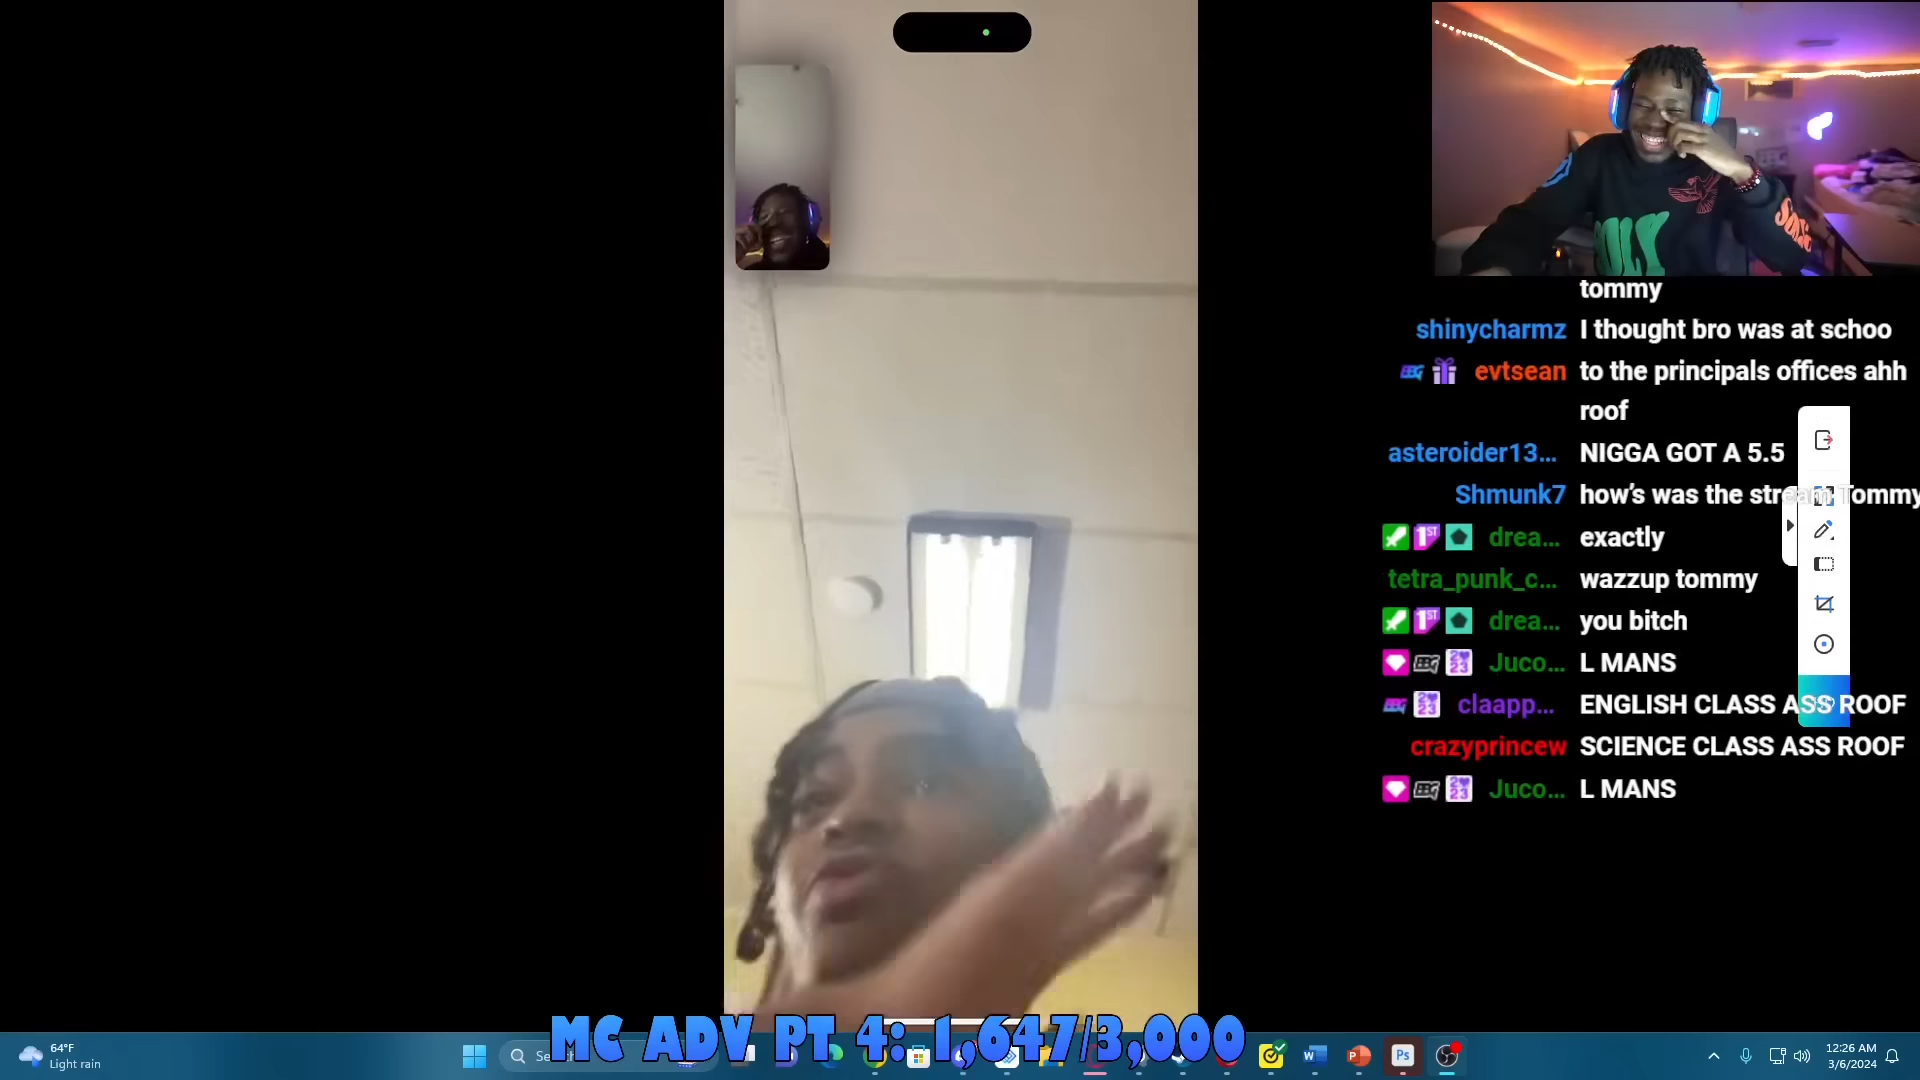 tommy
shinycharmz I thought bro was at schoo
evtsean to the principals offices ahh
roof
asteroider13... NIGGA GOT A 5.5
Shmunk7 how's was the stream Tommy
1ST drea... exactly
tetra_punk_c... wazzup tommy
1ST drea... you bitch
Juco... L MANS
claapp... ENGLISH CLASS ASS ROOF
crazyprincew SCIENCE CLASS ASS ROOF
Juco... L MANS
MC ADV PT 4: 1,647/3,000
64°F
Light rain
12:26 AM
3/6/2024